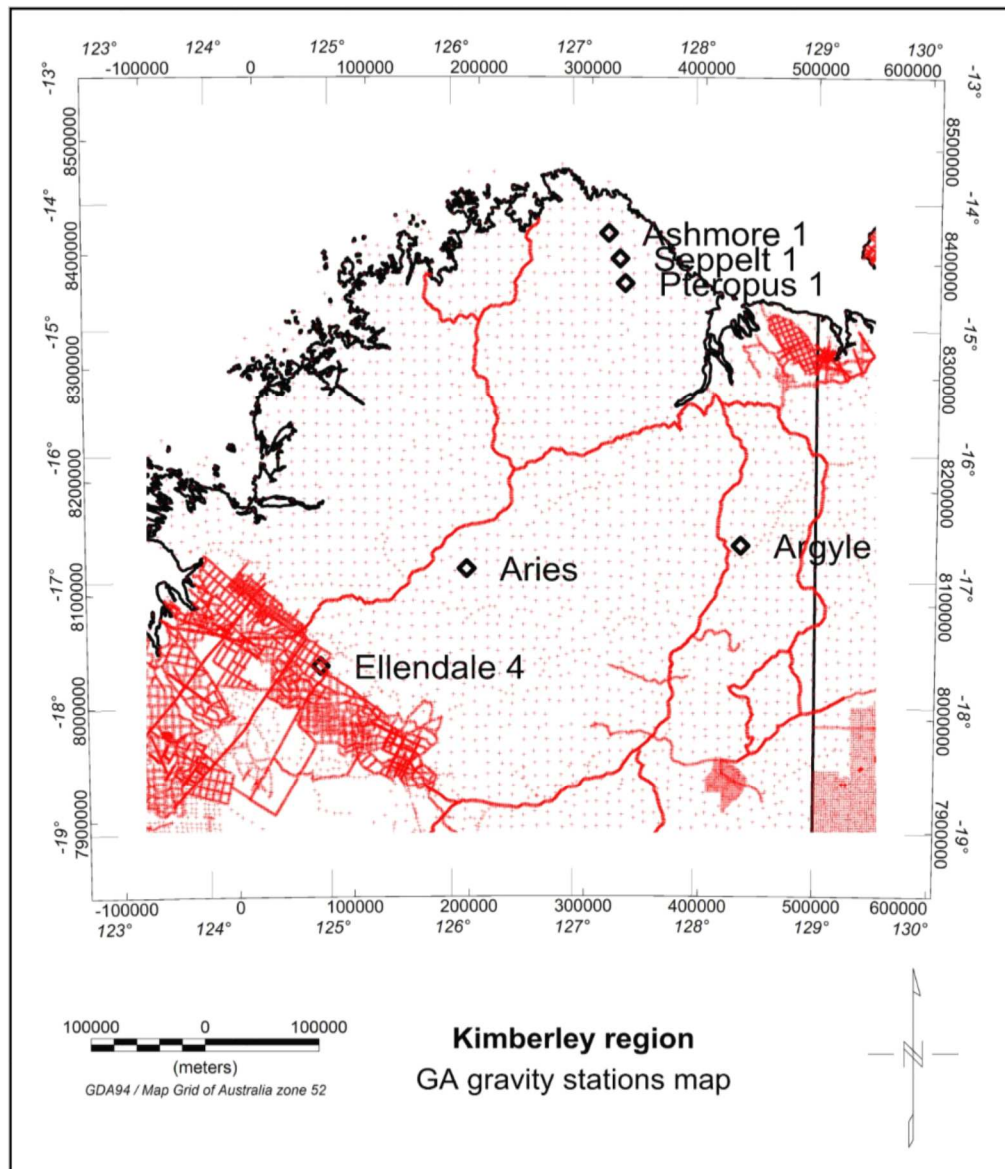 123° 124° 125° 126° 127° 128° 129° 130°
-100000 0 100000 200000 300000 400000 500000 600000
-13° -13°
8500000 8500000
-14° -14°
Ashmore 1
8400000 Seppelt 1 8400000
Pteropus 1
-15° -15°
8300000 8300000
-16° -16°
8200000 8200000
Argyle
Aries
-17° -17°
8100000 8100000
Ellendale 4
-18° -18°
8000000 8000000
-19° -19°
7900000 7900000
-100000 0 100000 200000 300000 400000 500000 600000
123° 124° 125° 126° 127° 128° 129° 130°
100000 0 100000
(meters)
GDA94 / Map Grid of Australia zone 52
Kimberley region
GA gravity stations map
N